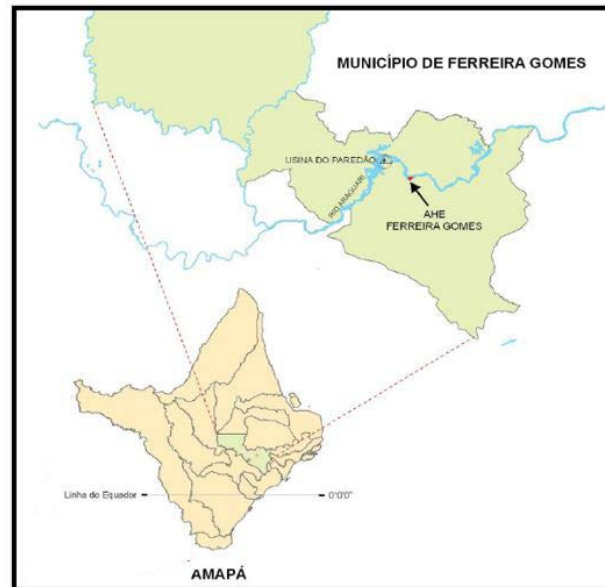 MUNICÍPIO DE FERREIRA GOMES
USINA DO PAREDÃO
RIO ARAGUARI
AHE
FERREIRA GOMES
Linha do Equador
0°0'0"
AMAPÁ